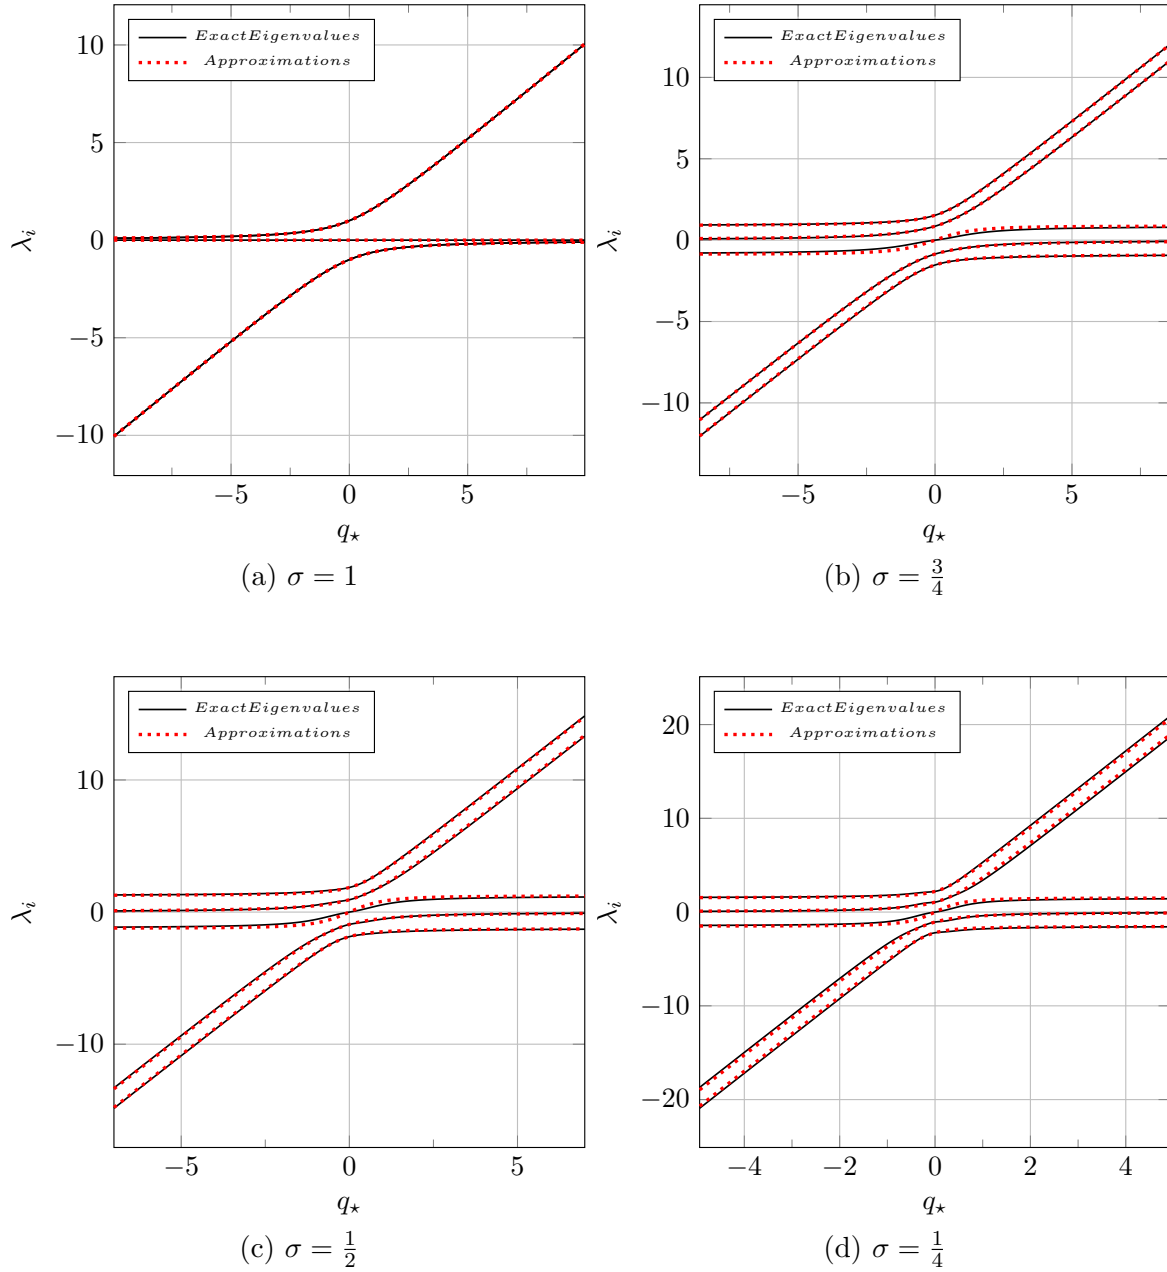 ExactEigenvalues
Approximations
10
5
0
−5
−10
λi
−5 0 5
q⋆
(a) σ = 1
ExactEigenvalues
Approximations
10
5
0
−5
−10
λi
−5 0 5
q⋆
(b) σ = 3/4
ExactEigenvalues
Approximations
10
0
−10
λi
−5 0 5
q⋆
(c) σ = 1/2
ExactEigenvalues
Approximations
20
10
0
−10
−20
λi
−4 −2 0 2 4
q⋆
(d) σ = 1/4